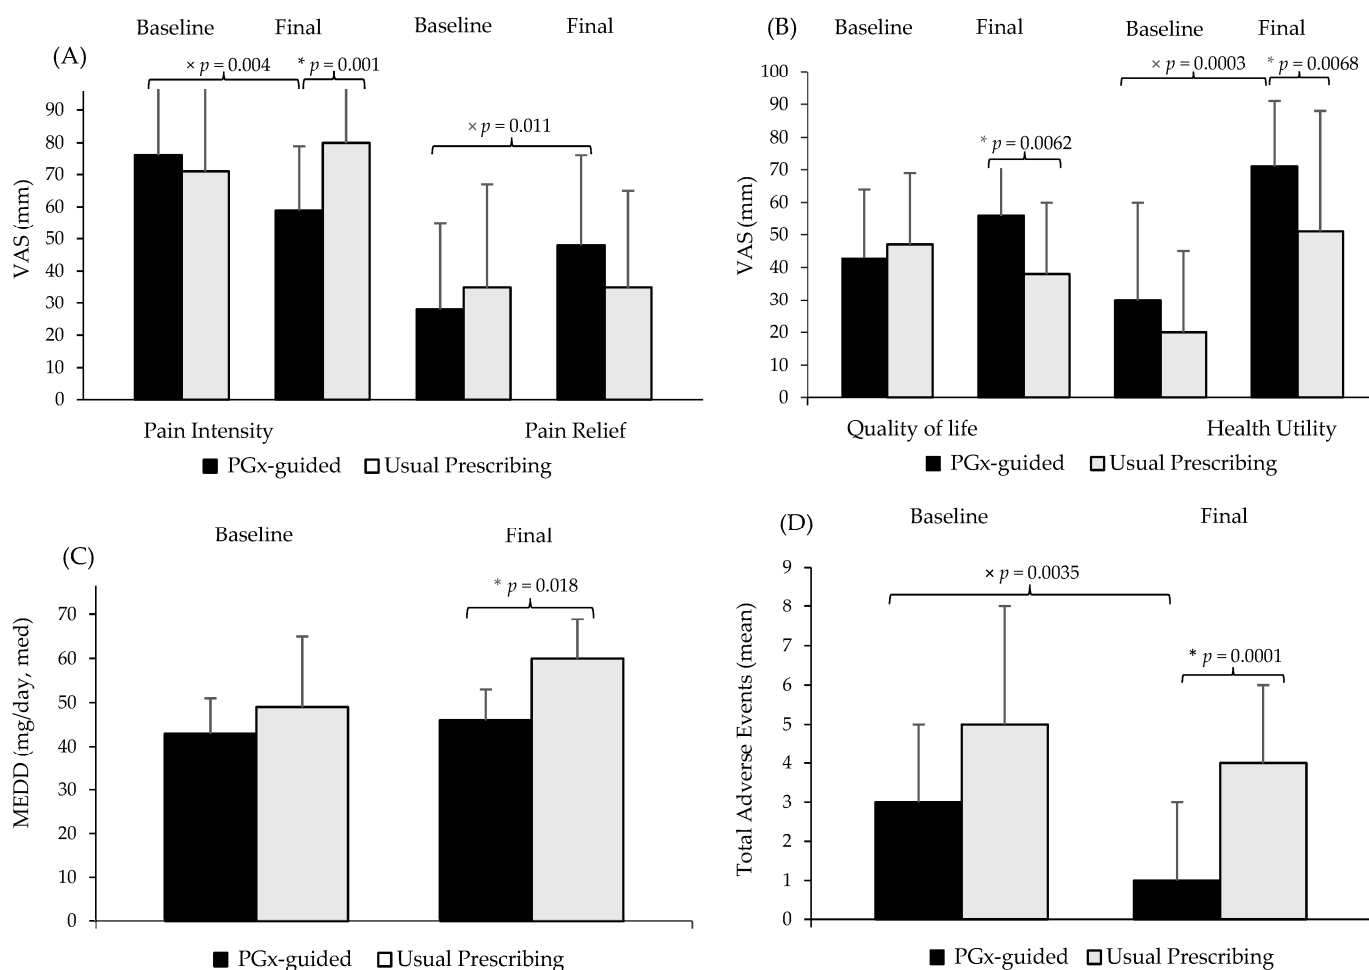 (A)
Baseline
Final
Baseline
Final
× p = 0.004
* p = 0.001
× p = 0.011
VAS (mm)
90
80
70
60
50
40
30
20
10
0
Pain Intensity
Pain Relief
PGx-guided
Usual Prescribing
(B)
Baseline
Final
Baseline
Final
× p = 0.0003
* p = 0.0068
* p = 0.0062
VAS (mm)
100
90
80
70
60
50
40
30
20
10
0
Quality of life
Health Utility
PGx-guided
Usual Prescribing
(C)
Baseline
Final
* p = 0.018
MEDD (mg/day, med)
70
60
50
40
30
20
10
0
PGx-guided
Usual Prescribing
(D)
Baseline
Final
× p = 0.0035
* p = 0.0001
Total Adverse Events (mean)
9
8
7
6
5
4
3
2
1
0
PGx-guided
Usual Prescribing